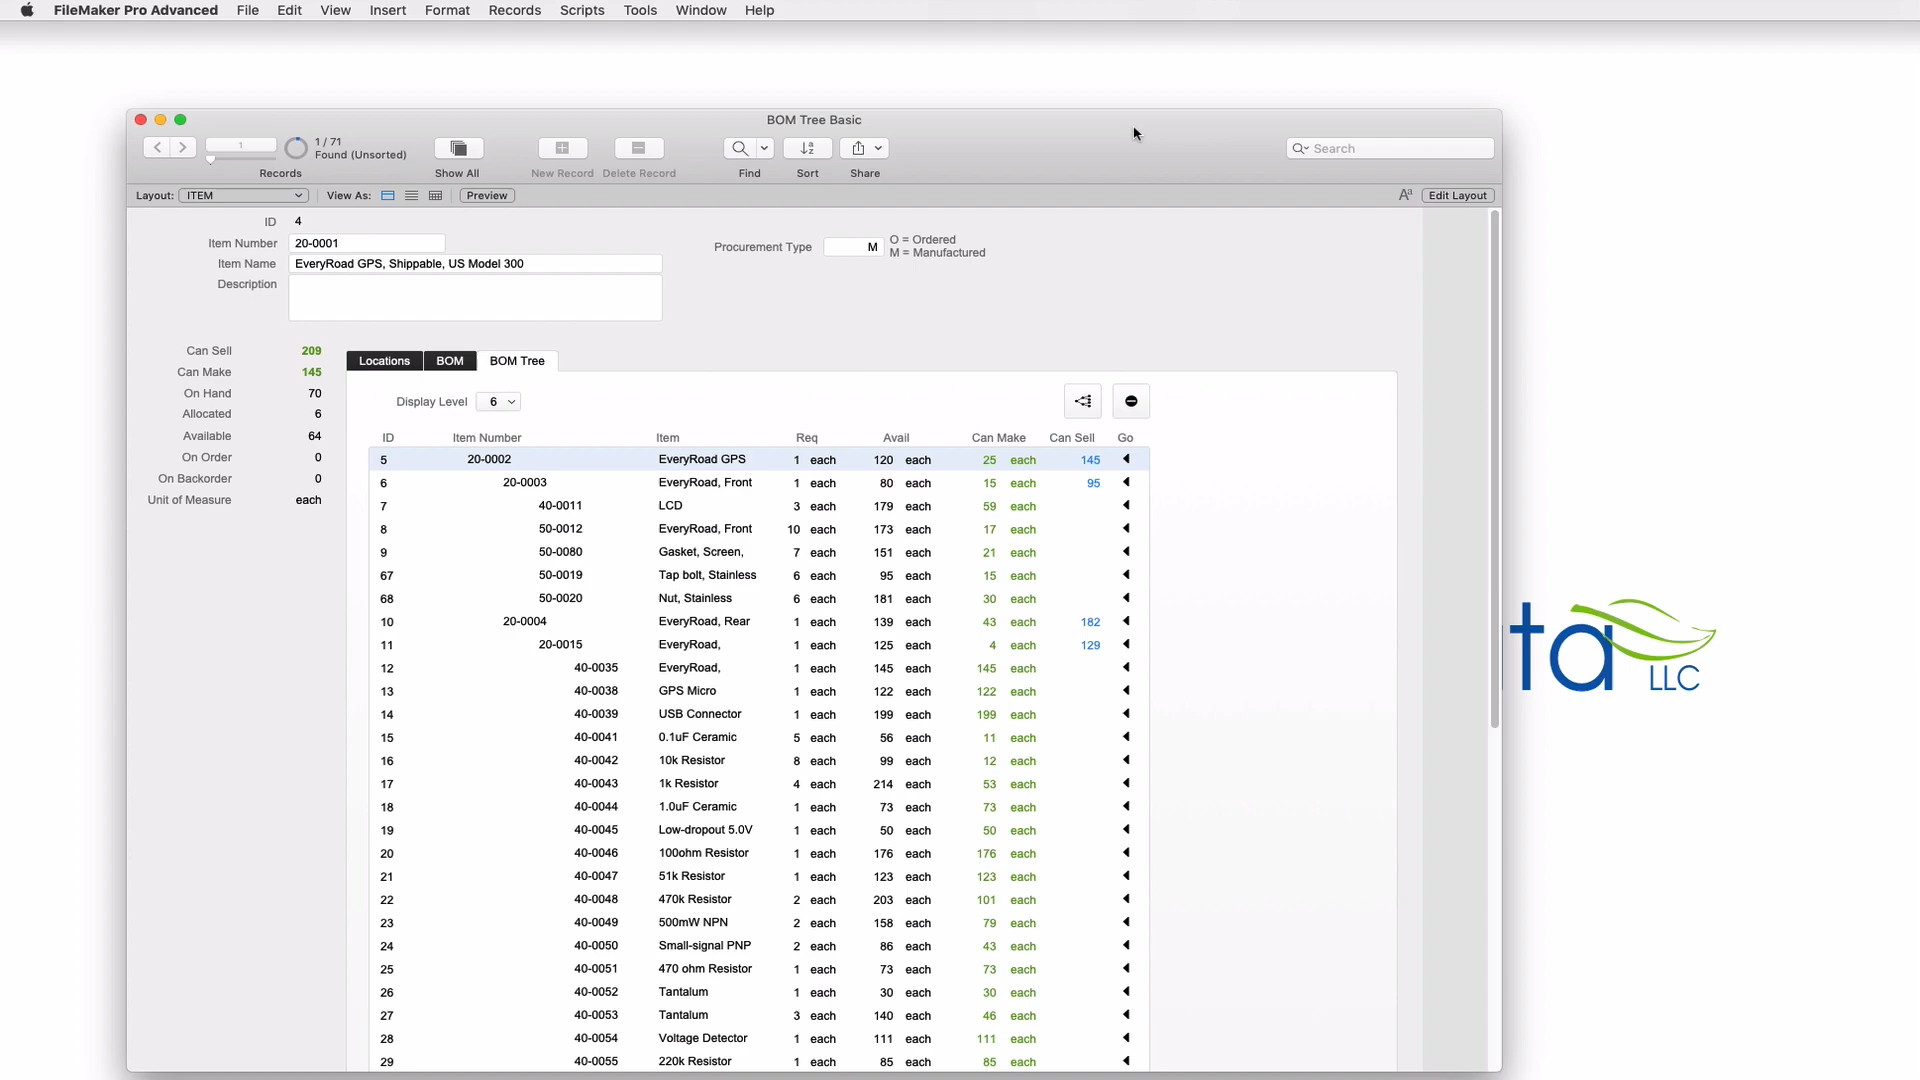 FileMaker Pro Advanced File Edit View Insert Format Records Scripts Tools Window Help
BOM Tree Basic
1
1 / 71
Found (Unsorted)
Search
Records Show All New Record Delete Record Find Sort Share
Layout: ITEM View As: Preview Aa Edit Layout
ID 4
Item Number 20-0001
Item Name EveryRoad GPS, Shippable, US Model 300
Description
Procurement Type M
O = Ordered
M = Manufactured
Can Sell 209
Can Make 145
On Hand 70
Allocated 6
Available 64
On Order 0
On Backorder 0
Unit of Measure each
Locations BOM BOM Tree
Display Level 6
ID Item Number Item Req Avail Can Make Can Sell Go
5 20-0002 EveryRoad GPS 1 each 120 each 25 each 145
6 20-0003 EveryRoad, Front 1 each 80 each 15 each 95
7 40-0011 LCD 3 each 179 each 59 each
8 50-0012 EveryRoad, Front 10 each 173 each 17 each
9 50-0080 Gasket, Screen, 7 each 151 each 21 each
67 50-0019 Tap bolt, Stainless 6 each 95 each 15 each
68 50-0020 Nut, Stainless 6 each 181 each 30 each
10 20-0004 EveryRoad, Rear 1 each 139 each 43 each 182
11 20-0015 EveryRoad, 1 each 125 each 4 each 129
12 40-0035 EveryRoad, 1 each 145 each 145 each
13 40-0038 GPS Micro 1 each 122 each 122 each
14 40-0039 USB Connector 1 each 199 each 199 each
15 40-0041 0.1uF Ceramic 5 each 56 each 11 each
16 40-0042 10k Resistor 8 each 99 each 12 each
17 40-0043 1k Resistor 4 each 214 each 53 each
18 40-0044 1.0uF Ceramic 1 each 73 each 73 each
19 40-0045 Low-dropout 5.0V 1 each 50 each 50 each
20 40-0046 100ohm Resistor 1 each 176 each 176 each
21 40-0047 51k Resistor 1 each 123 each 123 each
22 40-0048 470k Resistor 2 each 203 each 101 each
23 40-0049 500mW NPN 2 each 158 each 79 each
24 40-0050 Small-signal PNP 2 each 86 each 43 each
25 40-0051 470 ohm Resistor 1 each 73 each 73 each
26 40-0052 Tantalum 1 each 30 each 30 each
27 40-0053 Tantalum 3 each 140 each 46 each
28 40-0054 Voltage Detector 1 each 111 each 111 each
29 40-0055 220k Resistor 1 each 85 each 85 each
ta
LLC